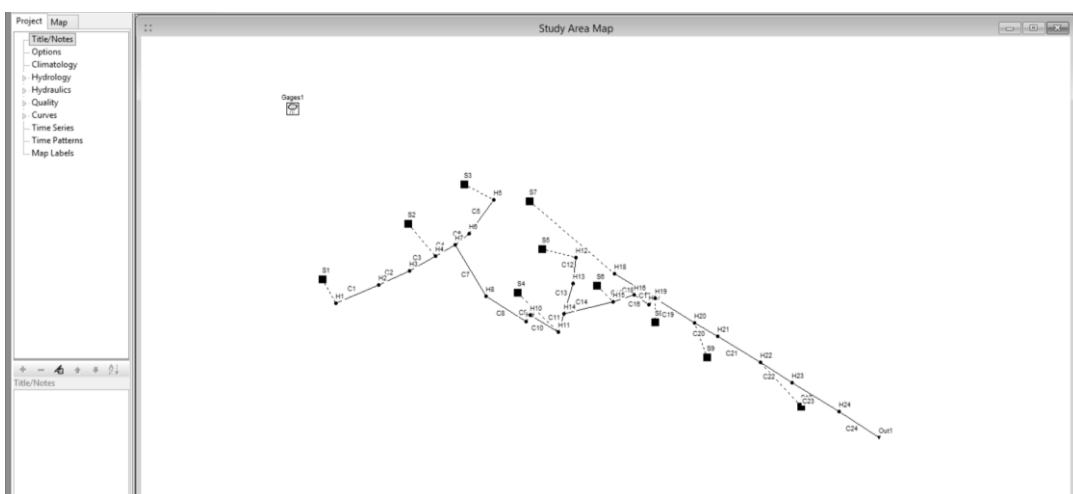 Project Map
Title/Notes
Options
Climatology
Hydrology
Hydraulics
Quality
Curves
Time Series
Time Patterns
Map Labels
Title/Notes
Study Area Map
Gages1
S3
H5
S7
C5
S2
H6
H7
H4
C3
H3
S1
C2
H2
C1
H1
C7
S5
H12
C12
H18
S4
H13
S6
H8
C13
H16
H19
H15
H10
H14
C14
C16
C8
C11
C19
H20
C10
H11
C20
H21
S9
C21
H22
C22
H23
C23
H24
C24
Out1